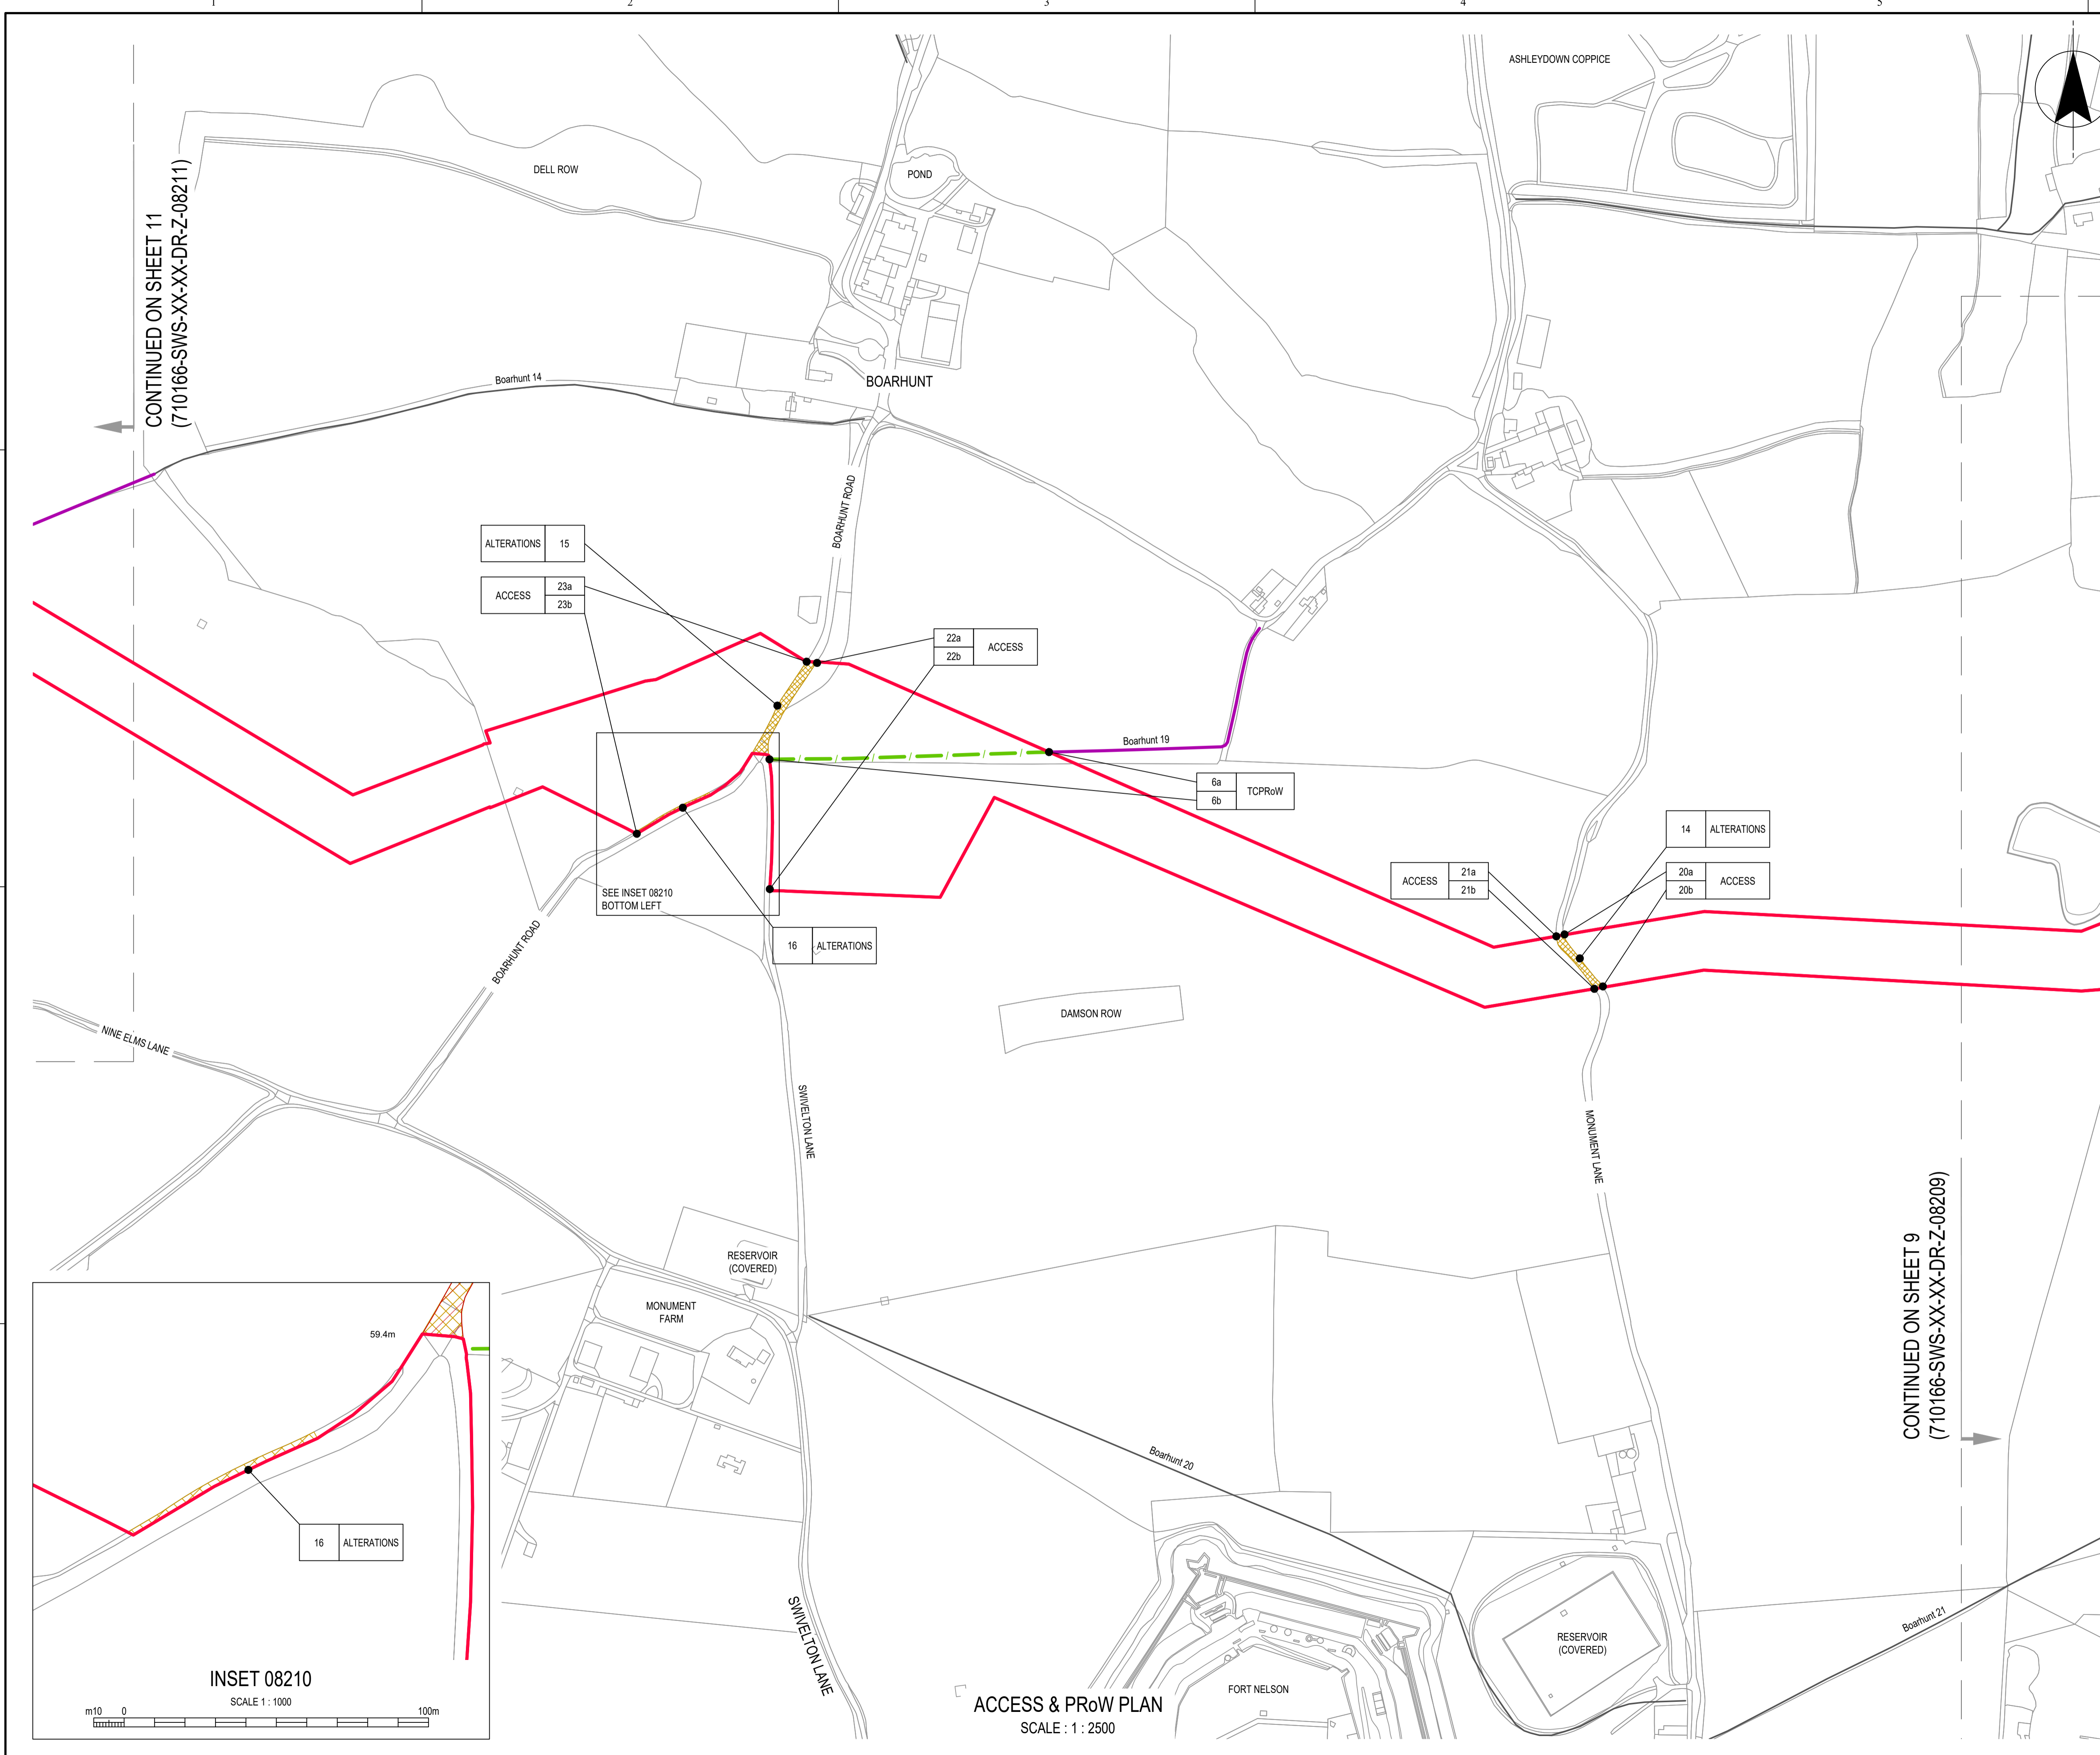 1
2
3
4
5
ASHLEYDOWN COPPICE
DELL ROW
POND
CONTINUED ON SHEET 11
(710166-SWS-XX-XX-DR-Z-08211)
Boarhunt 14
BOARHUNT
BOARHUNT ROAD
ALTERATIONS 15
ACCESS 23a
23b
22a ACCESS
22b
Boarhunt 19
6a TCPRoW
6b
14 ALTERATIONS
ACCESS 21a
21b
20a ACCESS
20b
SEE INSET 08210
BOTTOM LEFT
16 ALTERATIONS
BOARHUNT ROAD
DAMSON ROW
NINE ELMS LANE
SWIVELTON LANE
MONUMENT LANE
CONTINUED ON SHEET 9
(710166-SWS-XX-XX-DR-Z-08209)
RESERVOIR
(COVERED)
MONUMENT
FARM
59.4m
16 ALTERATIONS
INSET 08210
SCALE 1 : 1000
m10 0 100m
Boarhunt 20
SWIVELTON LANE
Boarhunt 21
RESERVOIR
(COVERED)
FORT NELSON
ACCESS & PRoW PLAN
SCALE : 1 : 2500